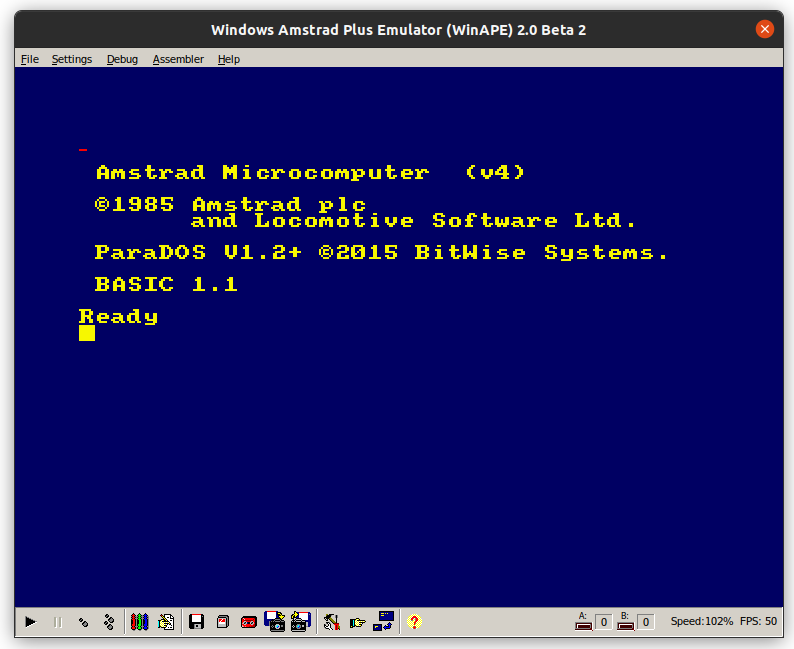 Windows Amstrad Plus Emulator (WinAPE) 2.0 Beta 2
File Settings Debug Assembler Help
Amstrad Microcomputer (v4)
©1985 Amstrad plc
and Locomotive Software Ltd.
ParaDOS V1.2+ ©2015 BitWise Systems.
BASIC 1.1
Ready
A: 0 B: 0 Speed:102% FPS: 50